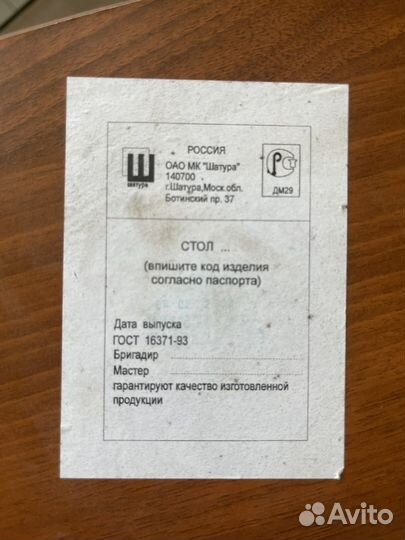 РОССИЯ
ОАО МК "Шатура"
140700
г.Шатура,Моск.обл.
Ботинский пр. 37
Ш
шатура
РС
ДМ29
СТОЛ ...
(впишите код изделия
согласно паспорта)
Дата выпуска
ГОСТ 16371-93
Бригадир
Мастер
гарантируют качество изготовленной
продукции
Avito